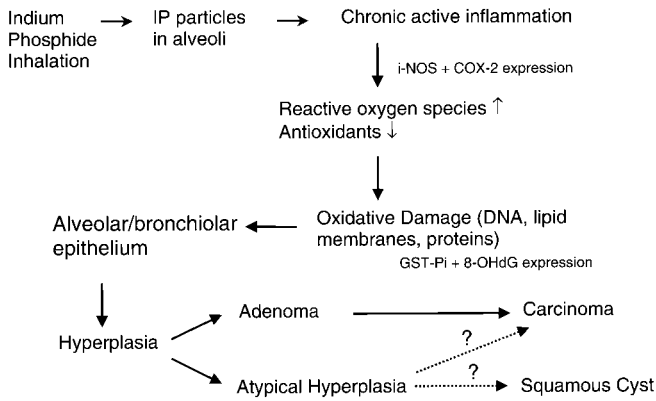 Indium
Phosphide
Inhalation
IP particles
in alveoli
Chronic active inflammation
i-NOS + COX-2 expression
Reactive oxygen species ↑
Antioxidants ↓
Oxidative Damage (DNA, lipid
membranes, proteins)
GST-Pi + 8-OHdG expression
Alveolar/bronchiolar
epithelium
Hyperplasia
Adenoma
Carcinoma
?
Atypical Hyperplasia
?
Squamous Cyst